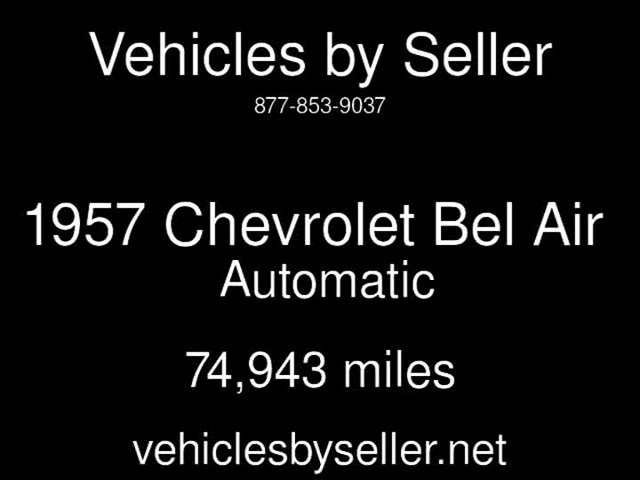 Vehicles by Seller
877-853-9037
1957 Chevrolet Bel Air
Automatic
74,943 miles
vehiclesbyseller.net